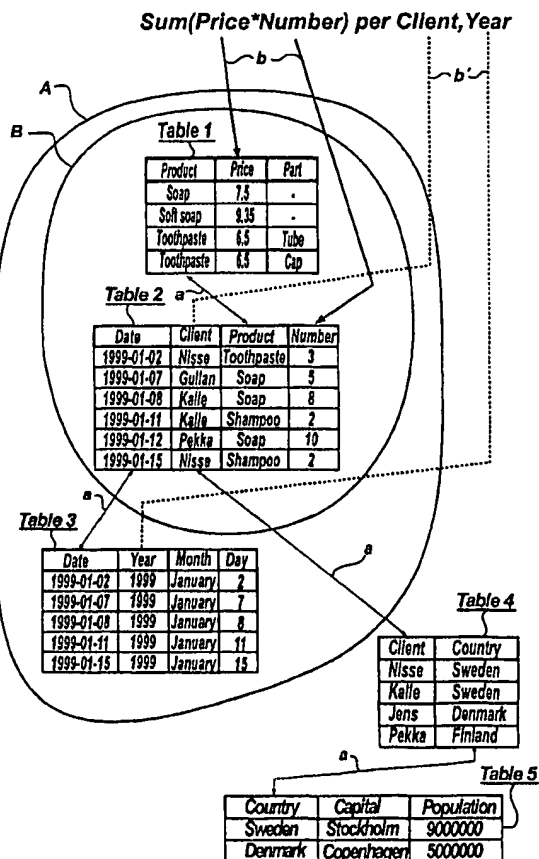 Sum(Price*Number) per Client,Year
b
b'
A
B
Table 1
Product Price Part
Soap 7.5 -
Soft soap 9.35 -
Toothpaste 6.5 Tube
Toothpaste 6.5 Cap
a
Table 2
Date Client Product Number
1999-01-02 Nisse Toothpaste 3
1999-01-07 Gullan Soap 5
1999-01-08 Kalle Soap 8
1999-01-11 Kalle Shampoo 2
1999-01-12 Pekka Soap 10
1999-01-15 Nisse Shampoo 2
a
a
Table 3
Date Year Month Day
1999-01-02 1999 January 2
1999-01-07 1999 January 7
1999-01-08 1999 January 8
1999-01-11 1999 January 11
1999-01-15 1999 January 15
Table 4
Client Country
Nisse Sweden
Kalle Sweden
Jens Denmark
Pekka Finland
a
Table 5
Country Capital Population
Sweden Stockholm 9000000
Denmark Copenhagen 5000000